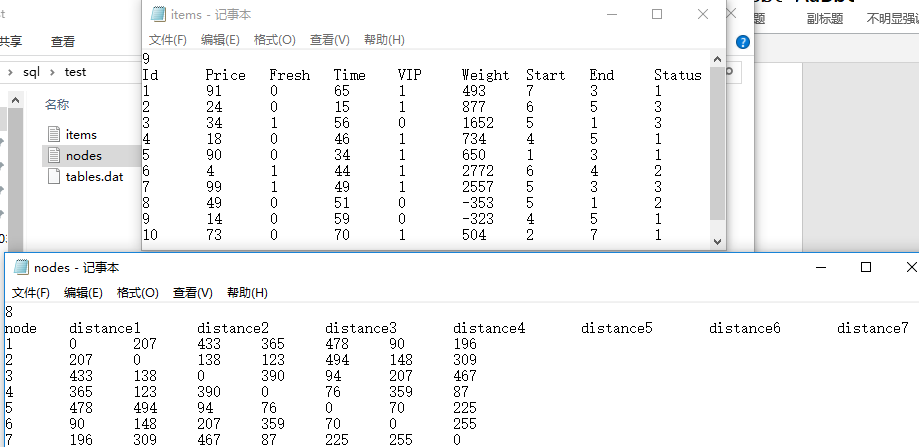 items - 记事本
文件(F) 编辑(E) 格式(O) 查看(V) 帮助(H)
共享 查看
副标题 不明显强调
sql test
名称
items
nodes
tables.dat
9
Id Price Fresh Time VIP Weight Start End Status
1 91 0 65 1 493 7 3 1
2 24 0 15 1 877 6 5 3
3 34 1 56 0 1652 5 1 3
4 18 0 46 1 734 4 5 1
5 90 0 34 1 650 1 3 1
6 4 1 44 1 2772 6 4 2
7 99 1 49 1 2557 5 3 3
8 49 0 51 0 -353 5 1 2
9 14 0 59 0 -323 4 5 1
10 73 0 70 1 504 2 7 1
nodes - 记事本
文件(F) 编辑(E) 格式(O) 查看(V) 帮助(H)
8
node distance1 distance2 distance3 distance4 distance5 distance6 distance7
1 0 207 433 365 478 90 196
2 207 0 138 123 494 148 309
3 433 138 0 390 94 207 467
4 365 123 390 0 76 359 87
5 478 494 94 76 0 70 225
6 90 148 207 359 70 0 255
7 196 309 467 87 225 255 0